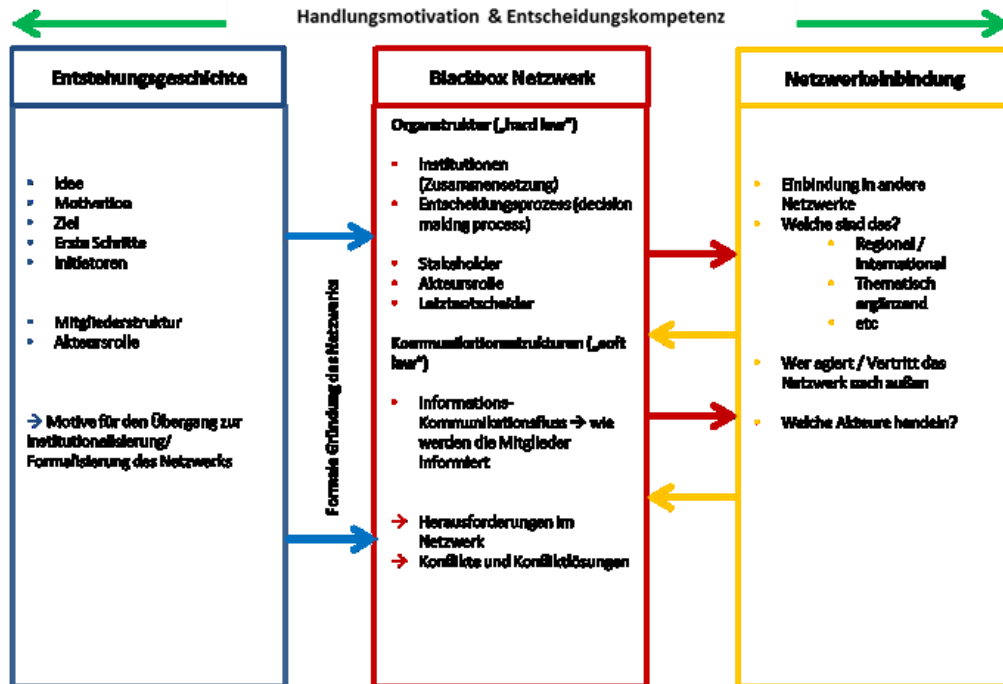 Handlungsmotivation & Entscheidungskompetenz
Entstehungsgeschichte
Idee
Motivation
Ziel
Erste Schritte
Initiatoren
Mitgliederstruktur
Akteursrolle
→ Motive für den Übergang zur
Institutionalisierung/
Formalisierung des Netzwerks
Formale Gründung des Netzwerks
Blackbox Netzwerk
Organstruktur („hard law“)
Institutionen
(Zusammensetzung)
Entscheidungsprozess (decision
making process)
Stakeholder
Akteursrolle
Letztentscheider
Kommunikationsstrukturen („soft
law“)
Informations-
Kommunikationsfluss → wie
werden die Mitglieder
informiert
→ Herausforderungen im
Netzwerk
→ Konflikte und Konfliktlösungen
Netzwerkeinbindung
Einbindung in andere
Netzwerke
Welche sind das?
Regional /
International
Thematisch
ergänzend
etc
Wer agiert / Vertritt das
Netzwerk nach außen
Welche Akteure handeln?